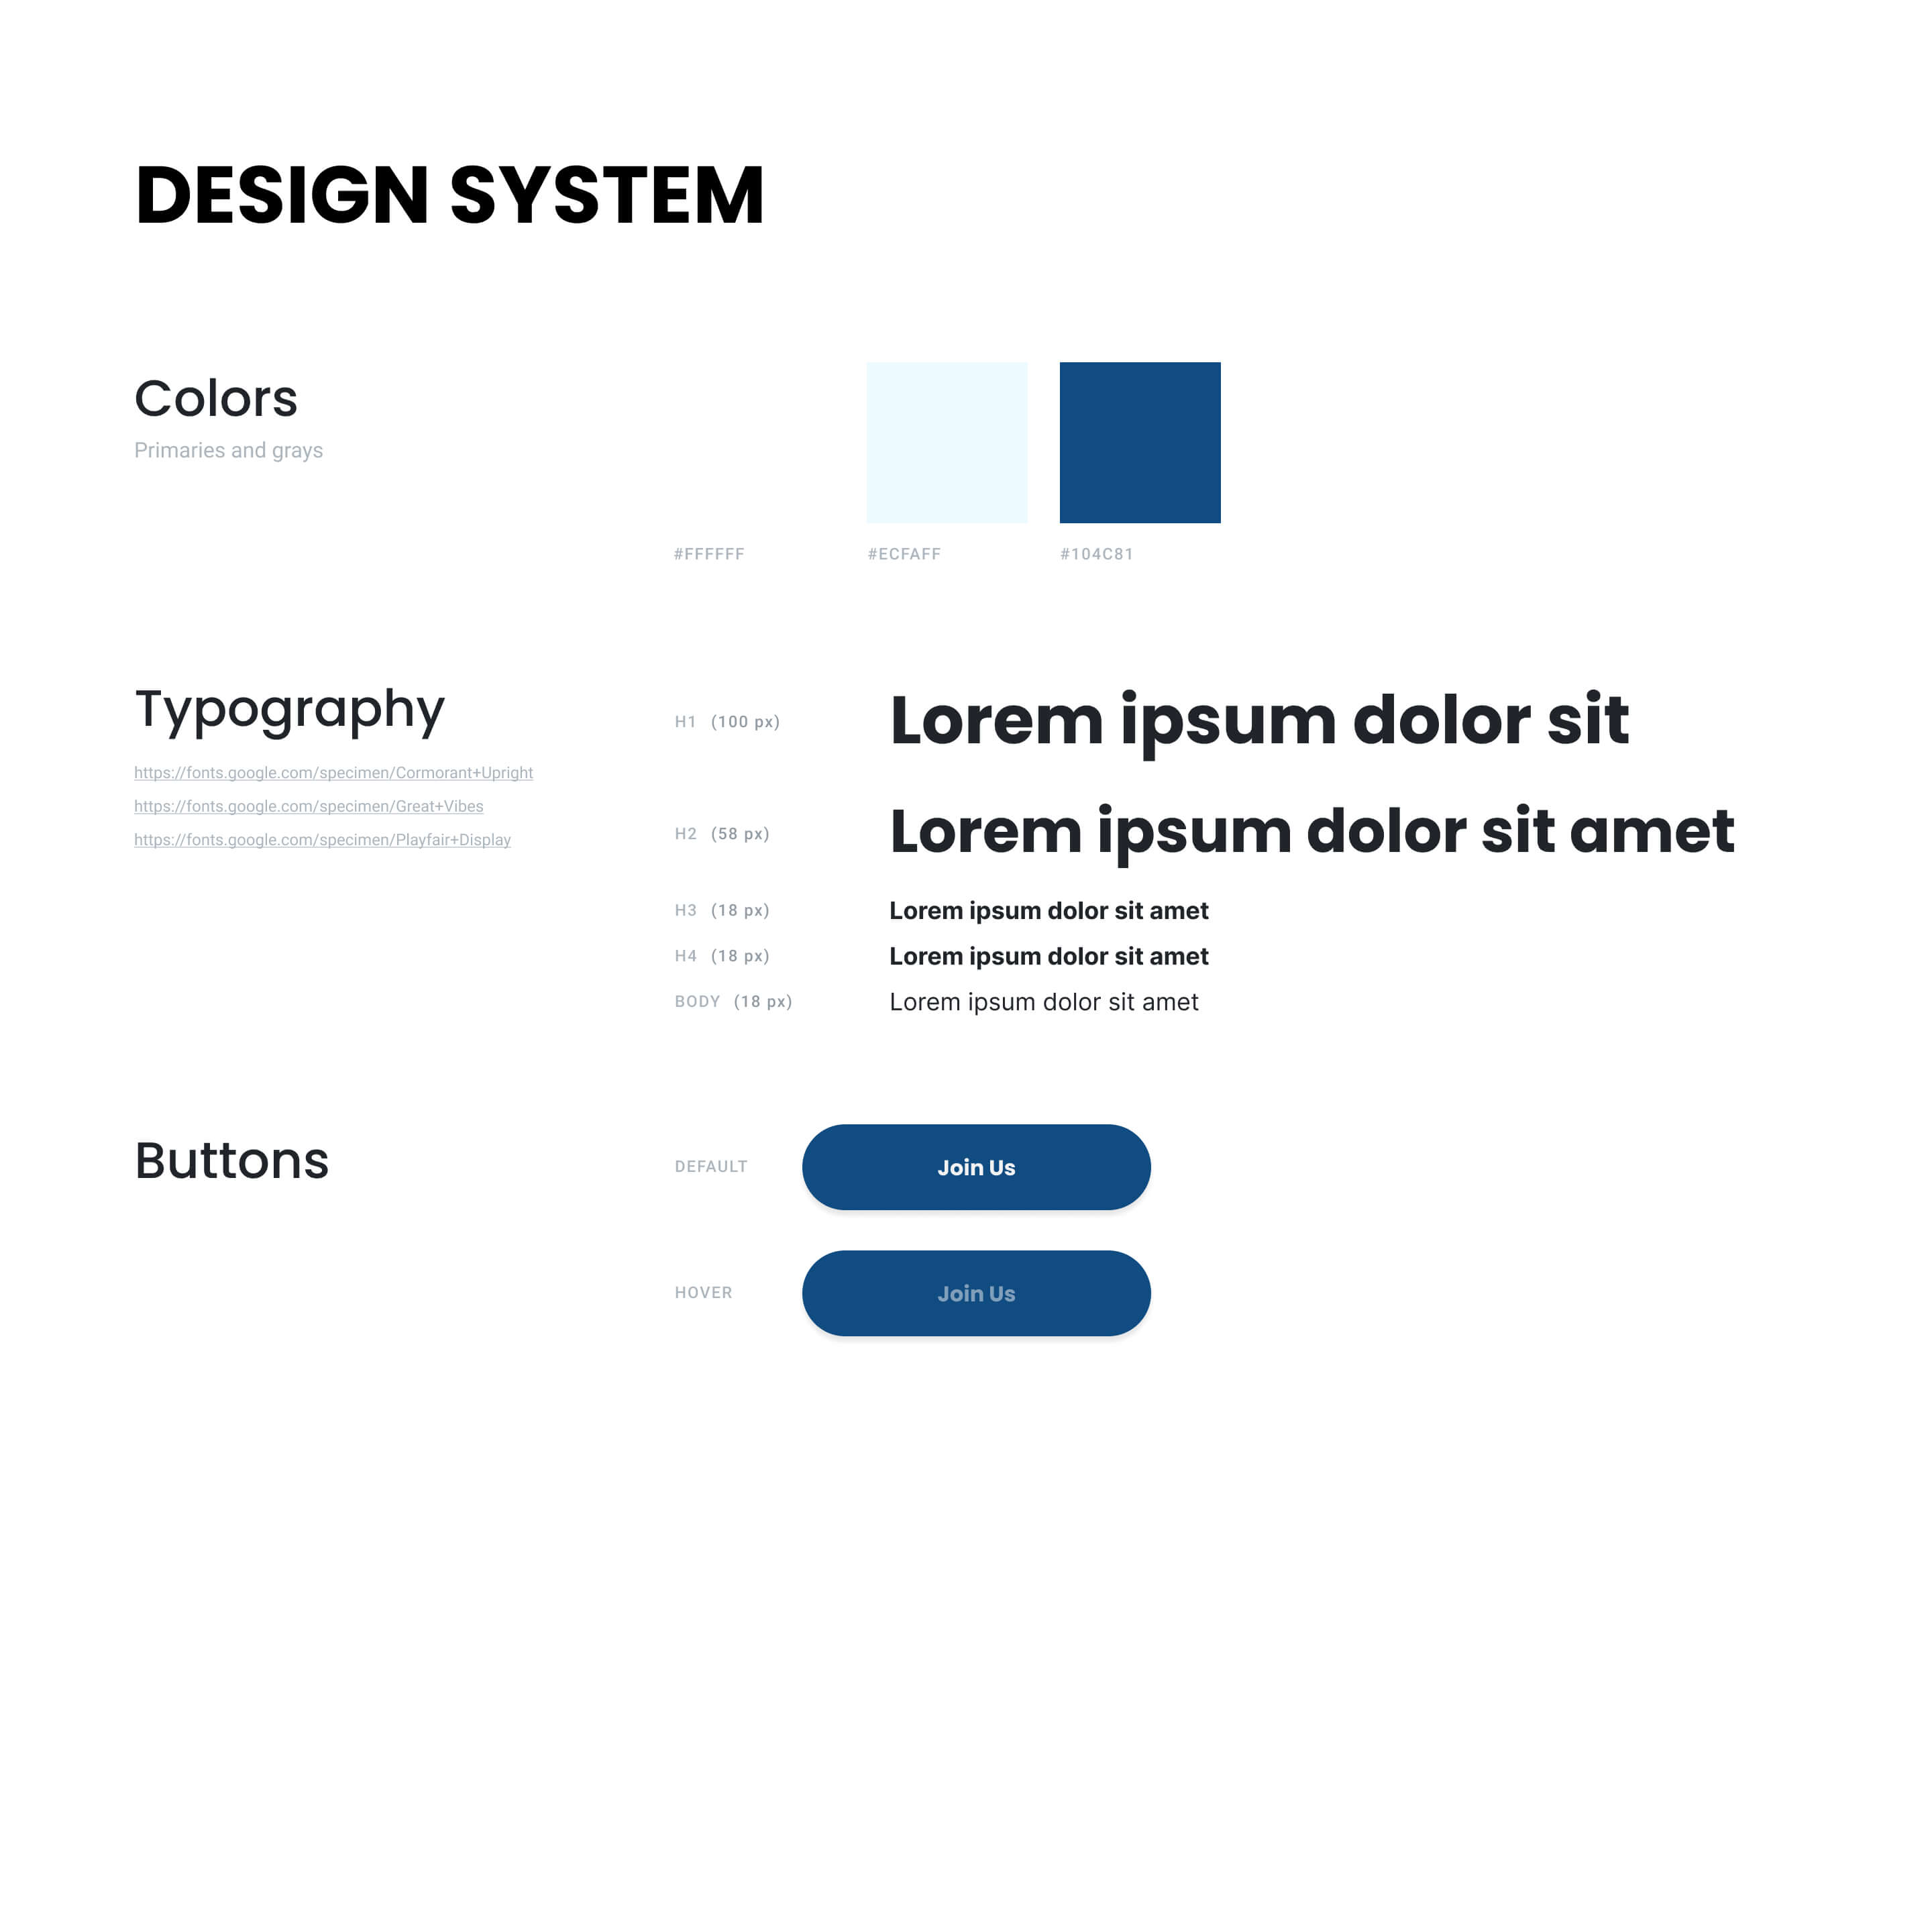 DESIGN SYSTEM
Colors
Primaries and grays
#FFFFFF
#ECFAFF
#104C81
Typography
https://fonts.google.com/specimen/Cormorant+Upright
https://fonts.google.com/specimen/Great+Vibes
https://fonts.google.com/specimen/Playfair+Display
H1 (100 px)
Lorem ipsum dolor sit
H2 (58 px)
Lorem ipsum dolor sit amet
H3 (18 px)
Lorem ipsum dolor sit amet
H4 (18 px)
Lorem ipsum dolor sit amet
BODY (18 px)
Lorem ipsum dolor sit amet
Buttons
DEFAULT
Join Us
HOVER
Join Us